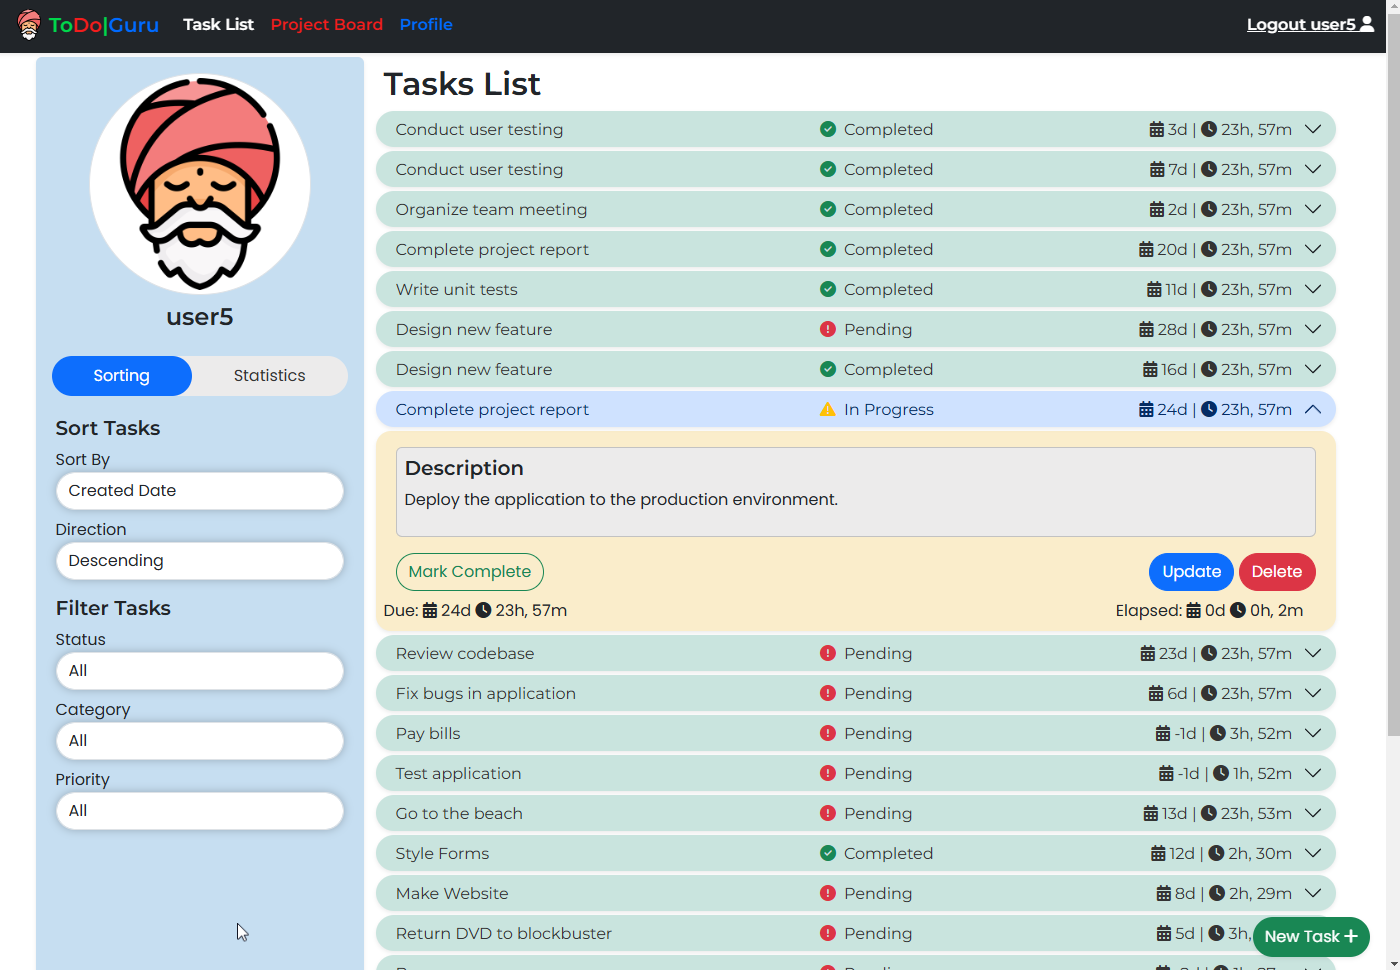 ToDo|Guru Task List Project Board Profile Logout user5
Tasks List
user5
Sorting Statistics
Sort Tasks
Sort By
Created Date
Direction
Descending
Filter Tasks
Status
All
Category
All
Priority
All
Conduct user testing Completed 3d | 23h, 57m
Conduct user testing Completed 7d | 23h, 57m
Organize team meeting Completed 2d | 23h, 57m
Complete project report Completed 20d | 23h, 57m
Write unit tests Completed 11d | 23h, 57m
Design new feature Pending 28d | 23h, 57m
Design new feature Completed 16d | 23h, 57m
Complete project report In Progress 24d | 23h, 57m
Description
Deploy the application to the production environment.
Mark Complete Update Delete
Due: 24d 23h, 57m Elapsed: 0d 0h, 2m
Review codebase Pending 23d | 23h, 57m
Fix bugs in application Pending 6d | 23h, 57m
Pay bills Pending -1d | 3h, 52m
Test application Pending -1d | 1h, 52m
Go to the beach Pending 13d | 23h, 53m
Style Forms Completed 12d | 2h, 30m
Make Website Pending 8d | 2h, 29m
Return DVD to blockbuster Pending 5d | 3h,
New Task +